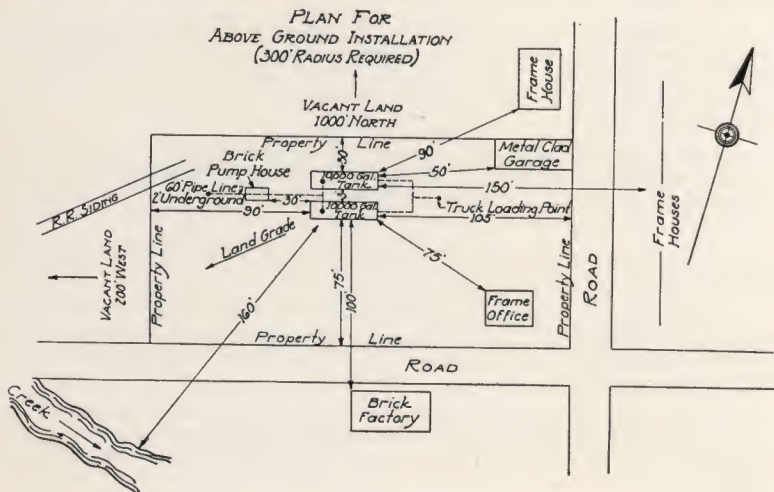 PLAN FOR
ABOVE GROUND INSTALLATION
(300' RADIUS REQUIRED)
VACANT LAND
1000' NORTH
Frame
House
Property Line
Metal Clad
Garage
90'
50'
50'
150'
Brick
Pump House
10000 Gal.
Tank
60' Pipe Line
2' Underground
30'
10000 Gal.
Tank
Truck Loading Point
90'
105'
R.R. SIDING
Land Grade
VACANT LAND
200' WEST
Property Line
160'
75'
100'
75'
Frame
Office
Property Line
ROAD
Frame
Houses
Property Line
ROAD
Creek
Brick
Factory